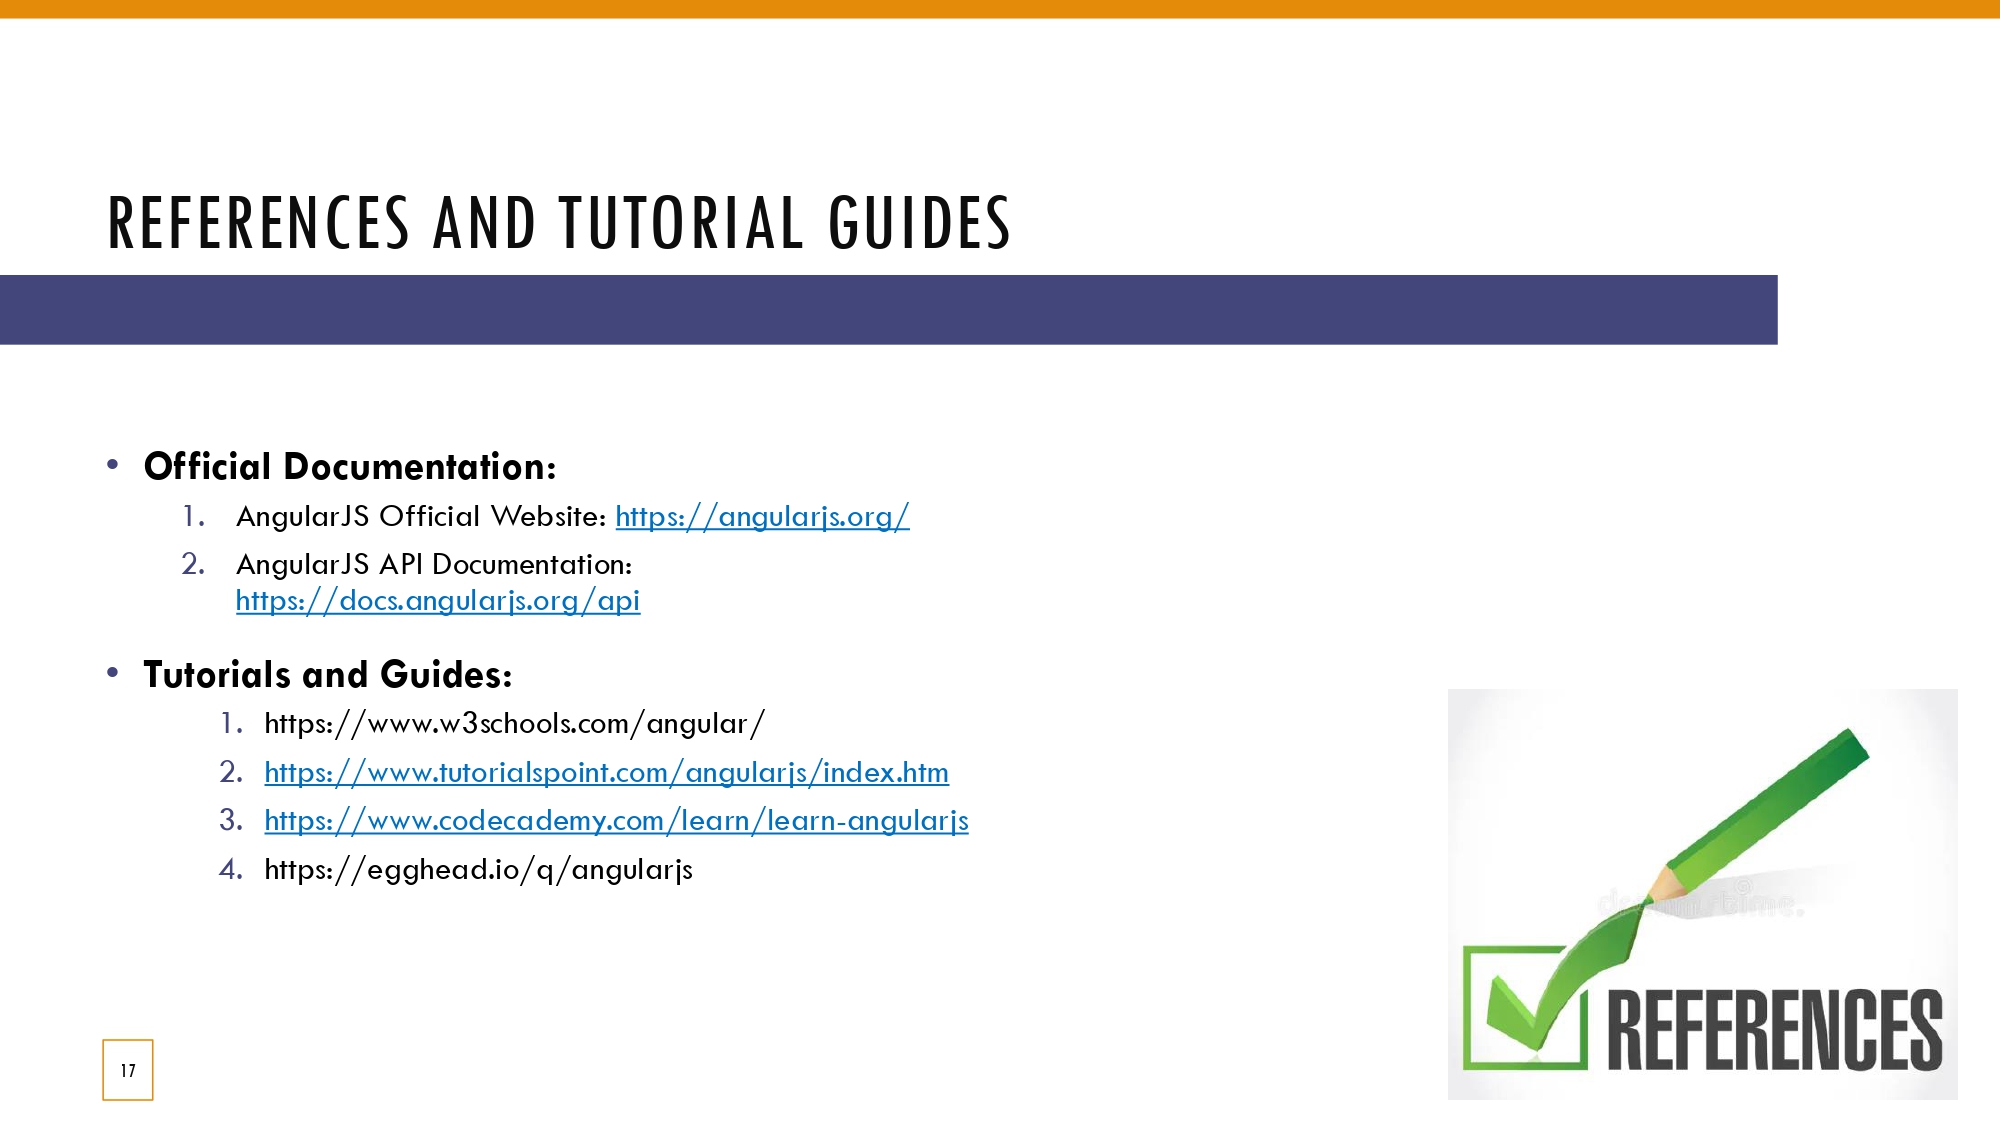 REFERENCES AND TUTORIAL GUIDES
• Official Documentation:
1. AngularJS Official Website: https://angularjs.org/
2. AngularJS API Documentation:
https://docs.angularjs.org/api
• Tutorials and Guides:
1. https://www.w3schools.com/angular/
2. https://www.tutorialspoint.com/angularjs/index.htm
3. https://www.codecademy.com/learn/learn-angularjs
4. https://egghead.io/q/angularjs
dreamstime.
REFERENCES
17